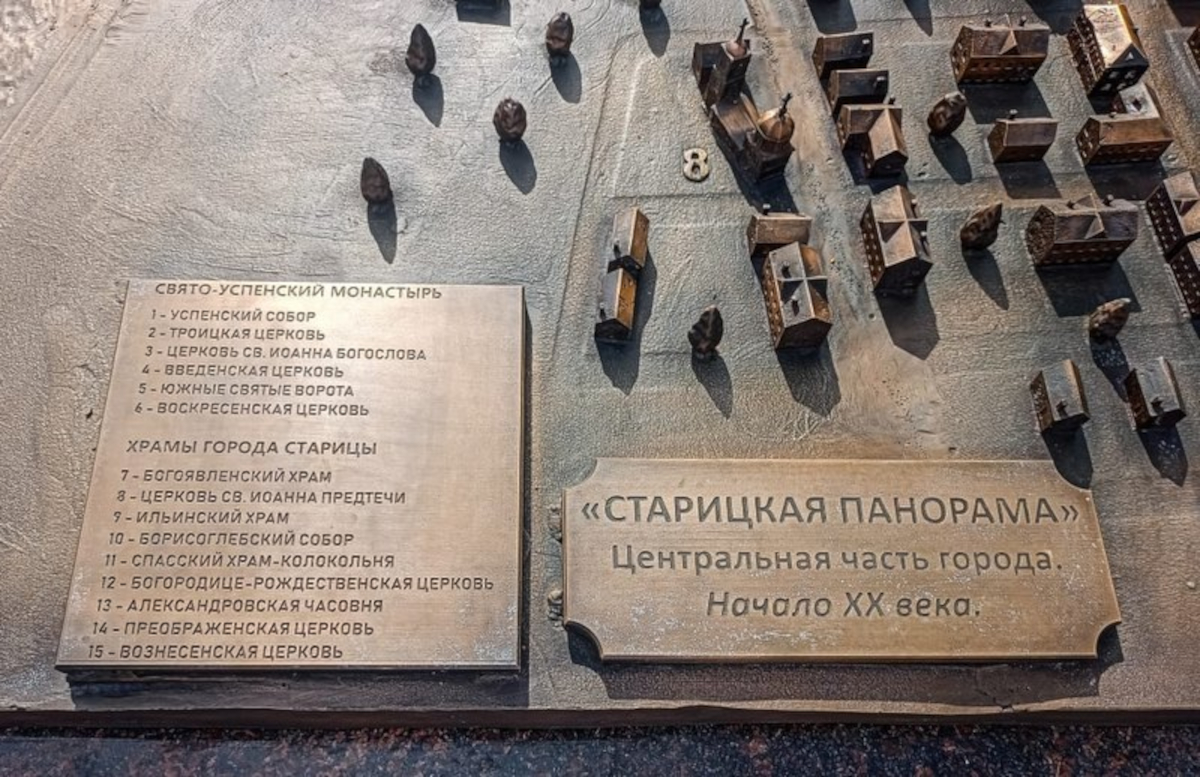 8
СВЯТО-УСПЕНСКИЙ МОНАСТЫРЬ
1 - УСПЕНСКИЙ СОБОР
2 - ТРОИЦКАЯ ЦЕРКОВЬ
3 - ЦЕРКОВЬ СВ. ИОАННА БОГОСЛОВА
4 - ВВЕДЕНСКАЯ ЦЕРКОВЬ
5 - ЮЖНЫЕ СВЯТЫЕ ВОРОТА
6 - ВОСКРЕСЕНСКАЯ ЦЕРКОВЬ
ХРАМЫ ГОРОДА СТАРИЦЫ
7 - БОГОЯВЛЕНСКИЙ ХРАМ
8 - ЦЕРКОВЬ СВ. ИОАННА ПРЕДТЕЧИ
9 - ИЛЬИНСКИЙ ХРАМ
10 - БОРИСОГЛЕБСКИЙ СОБОР
11 - СПАССКИЙ ХРАМ-КОЛОКОЛЬНЯ
12 - БОГОРОДИЦЕ-РОЖДЕСТВЕНСКАЯ ЦЕРКОВЬ
13 - АЛЕКСАНДРОВСКАЯ ЧАСОВНЯ
14 - ПРЕОБРАЖЕНСКАЯ ЦЕРКОВЬ
15 - ВОЗНЕСЕНСКАЯ ЦЕРКОВЬ
«СТАРИЦКАЯ ПАНОРАМА»
Центральная часть города.
Начало XX века.